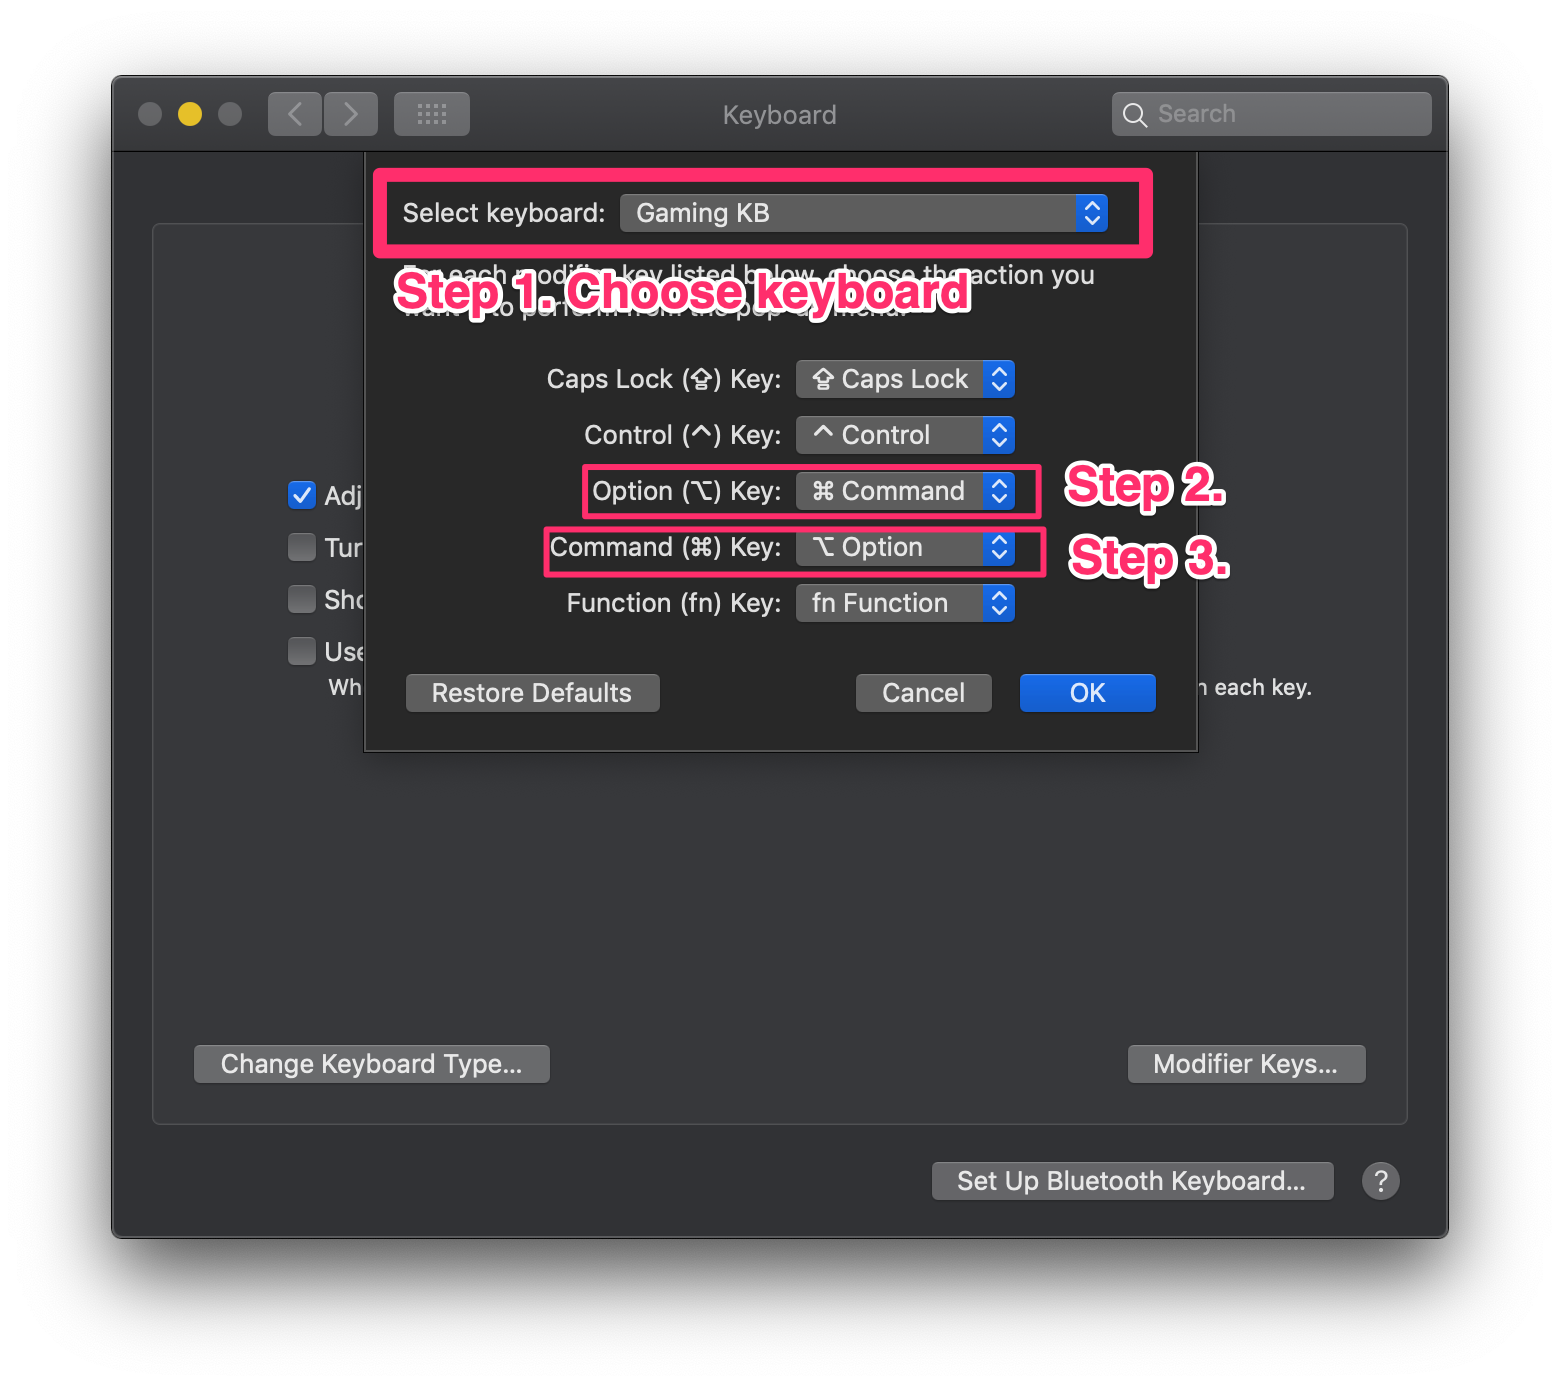 Keyboard
Search
Select keyboard: Gaming KB
For each modifier key listed below, choose the action you
Step 1. Choose keyboard
want it to perform from the pop-up menu.
Caps Lock (⇪) Key: ⇪ Caps Lock
Control (^) Key: ^ Control
Option (⌥) Key: ⌘ Command
Step 2.
Command (⌘) Key: ⌥ Option
Step 3.
Function (fn) Key: fn Function
Adj
Tur
Sho
Use
Wh
each key.
Restore Defaults
Cancel
OK
Change Keyboard Type...
Modifier Keys...
Set Up Bluetooth Keyboard...
?